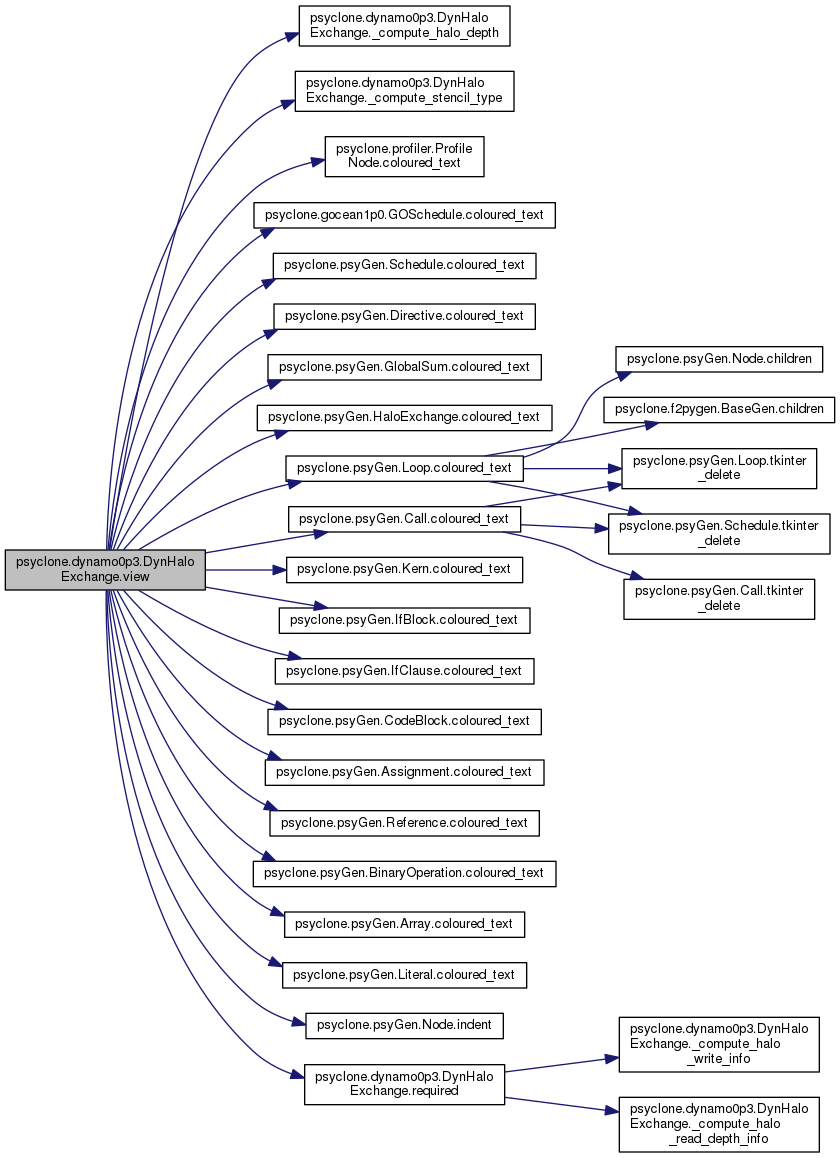 psyclone.dynamo0p3.DynHalo
Exchange._compute_halo_depth
psyclone.dynamo0p3.DynHalo
Exchange._compute_stencil_type
psyclone.profiler.Profile
Node.coloured_text
psyclone.gocean1p0.GOSchedule.coloured_text
psyclone.psyGen.Schedule.coloured_text
psyclone.psyGen.Directive.coloured_text
psyclone.psyGen.GlobalSum.coloured_text
psyclone.psyGen.HaloExchange.coloured_text
psyclone.psyGen.Loop.coloured_text
psyclone.psyGen.Call.coloured_text
psyclone.dynamo0p3.DynHalo
Exchange.view
psyclone.psyGen.Kern.coloured_text
psyclone.psyGen.IfBlock.coloured_text
psyclone.psyGen.IfClause.coloured_text
psyclone.psyGen.CodeBlock.coloured_text
psyclone.psyGen.Assignment.coloured_text
psyclone.psyGen.Reference.coloured_text
psyclone.psyGen.BinaryOperation.coloured_text
psyclone.psyGen.Array.coloured_text
psyclone.psyGen.Literal.coloured_text
psyclone.psyGen.Node.indent
psyclone.dynamo0p3.DynHalo
Exchange.required
psyclone.psyGen.Node.children
psyclone.f2pygen.BaseGen.children
psyclone.psyGen.Loop.tkinter
_delete
psyclone.psyGen.Schedule.tkinter
_delete
psyclone.psyGen.Call.tkinter
_delete
psyclone.dynamo0p3.DynHalo
Exchange._compute_halo
_write_info
psyclone.dynamo0p3.DynHalo
Exchange._compute_halo
_read_depth_info